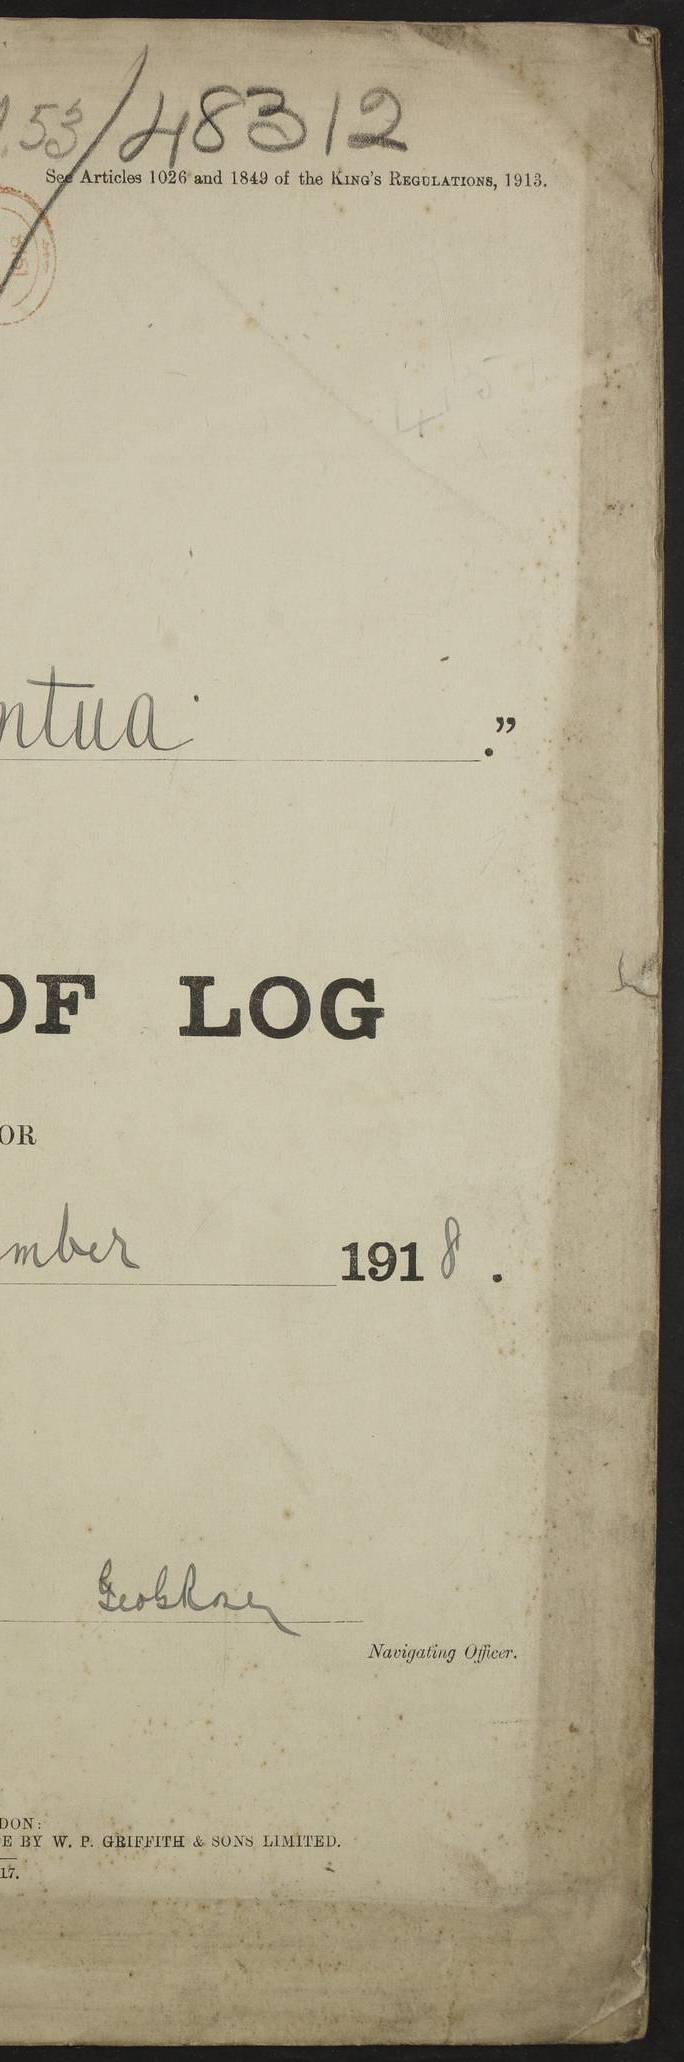 53/48312
See Articles 1026 and 1849 of the King's Regulations, 1913.
1918
ntua
."
OF LOG
OR
mber 1918.
Navigating Officer.
DON:
E BY W. P. GRIFFITH & SONS LIMITED.
17.